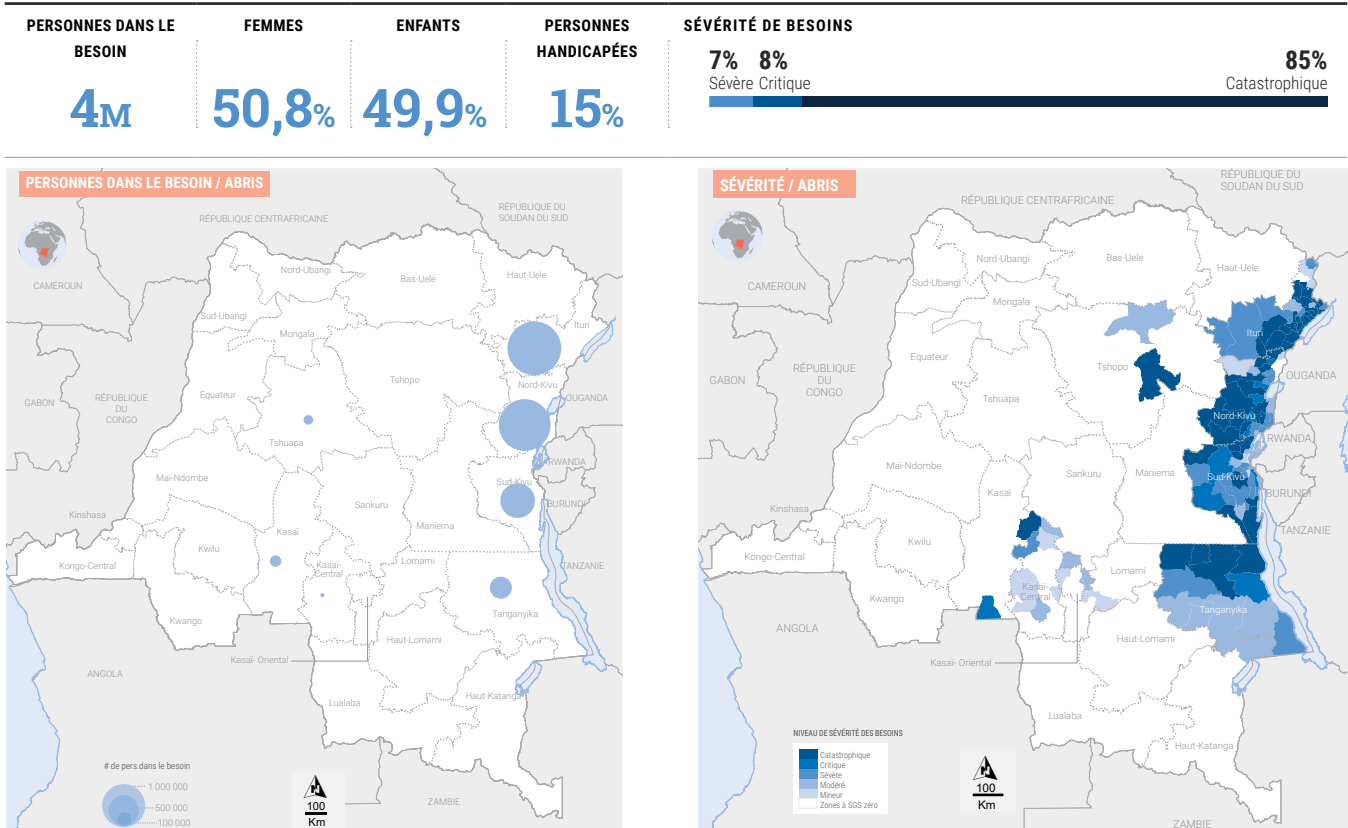 PERSONNES DANS LE
BESOIN
4M
FEMMES
50,8%
ENFANTS
49,9%
PERSONNES
HANDICAPÉES
15%
SÉVÉRITÉ DE BESOINS
7% 8% 85%
Sévère Critique Catastrophique
PERSONNES DANS LE BESOIN / ABRIS
RÉPUBLIQUE CENTRAFRICAINE
RÉPUBLIQUE DU
SOUDAN DU SUD
CAMEROUN
Nord-Ubangi
Bas-Uele
Haut-Uele
Sud-Ubangi
Mongala
Ituri
Tshopo
Nord-Kivu
Equateur
OUGANDA
GABON
RÉPUBLIQUE
DU
CONGO
Tshuapa
RWANDA
Maï-Ndombe
Sankuru
Sud-Kivu
BURUNDI
Kinshasa
Kasaï
Maniema
Kwilu
Kongo-Central
Kasaï-
Central
Lomami
TANZANIE
Kwango
Tanganyika
Haut-Lomami
Kasaï- Oriental
ANGOLA
Lualaba
Haut-Katanga
# de pers.dans le besoin
1 000 000
500 000
100 000
100
Km
ZAMBIE
SÉVÉRITÉ / ABRIS
RÉPUBLIQUE DU
SOUDAN DU SUD
RÉPUBLIQUE CENTRAFRICAINE
Nord-Ubangi
Bas-Uele
Haut-Uele
CAMEROUN
Sud-Ubangi
Mongala
Ituri
Equateur
Tshopo
GABON
RÉPUBLIQUE
DU
CONGO
OUGANDA
Tshuapa
Nord-Kivu
RWANDA
Maï-Ndombe
Sankuru
Maniema
Sud-Kivu
Kasaï
BURUNDI
Kinshasa
TANZANIE
Kwilu
Kongo-Central
Lomami
Kasaï-
Central
Kwango
Tanganyika
ANGOLA
Haut-Lomami
Kasaï- Oriental
Lualaba
Haut-Katanga
NIVEAU DE SÉVÉRITÉ DES BESOINS
Catastrophique
Critique
Sévère
Modéré
Mineur
Zones à SGS zéro
100
Km
ZAMBIE